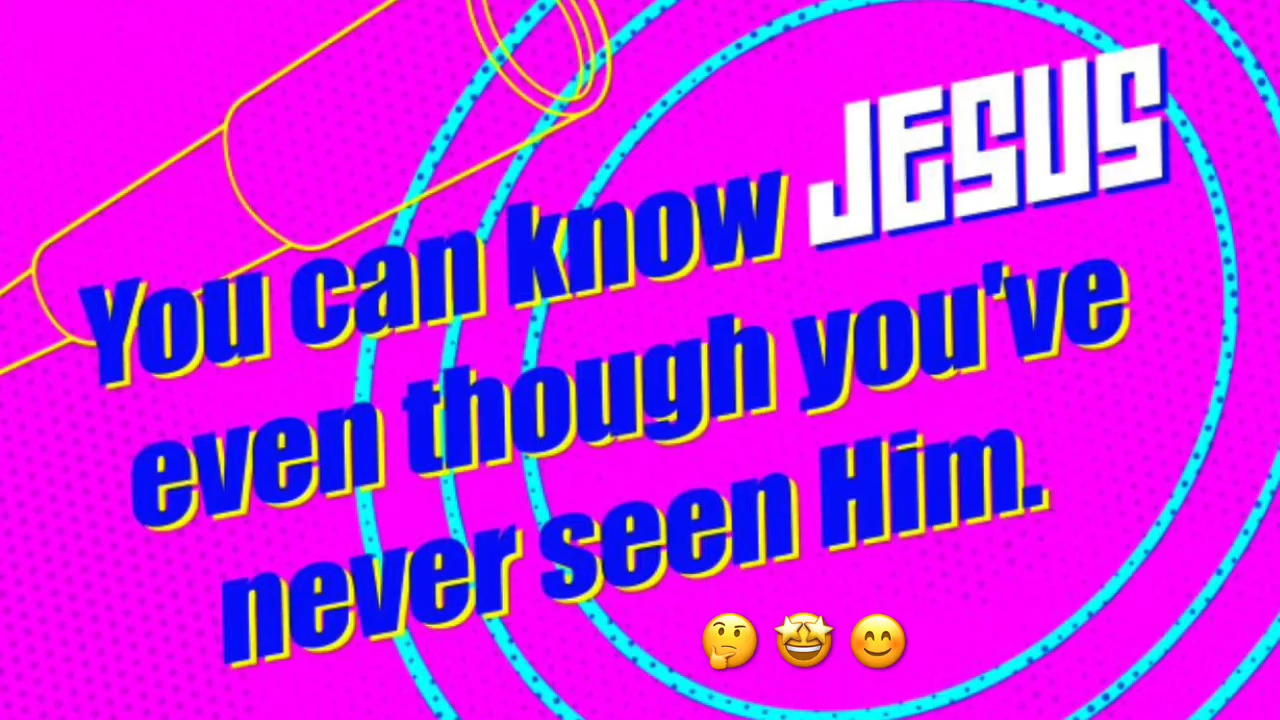 You can know JESUS
even though you've
never seen Him.
🤔 🤩 😊